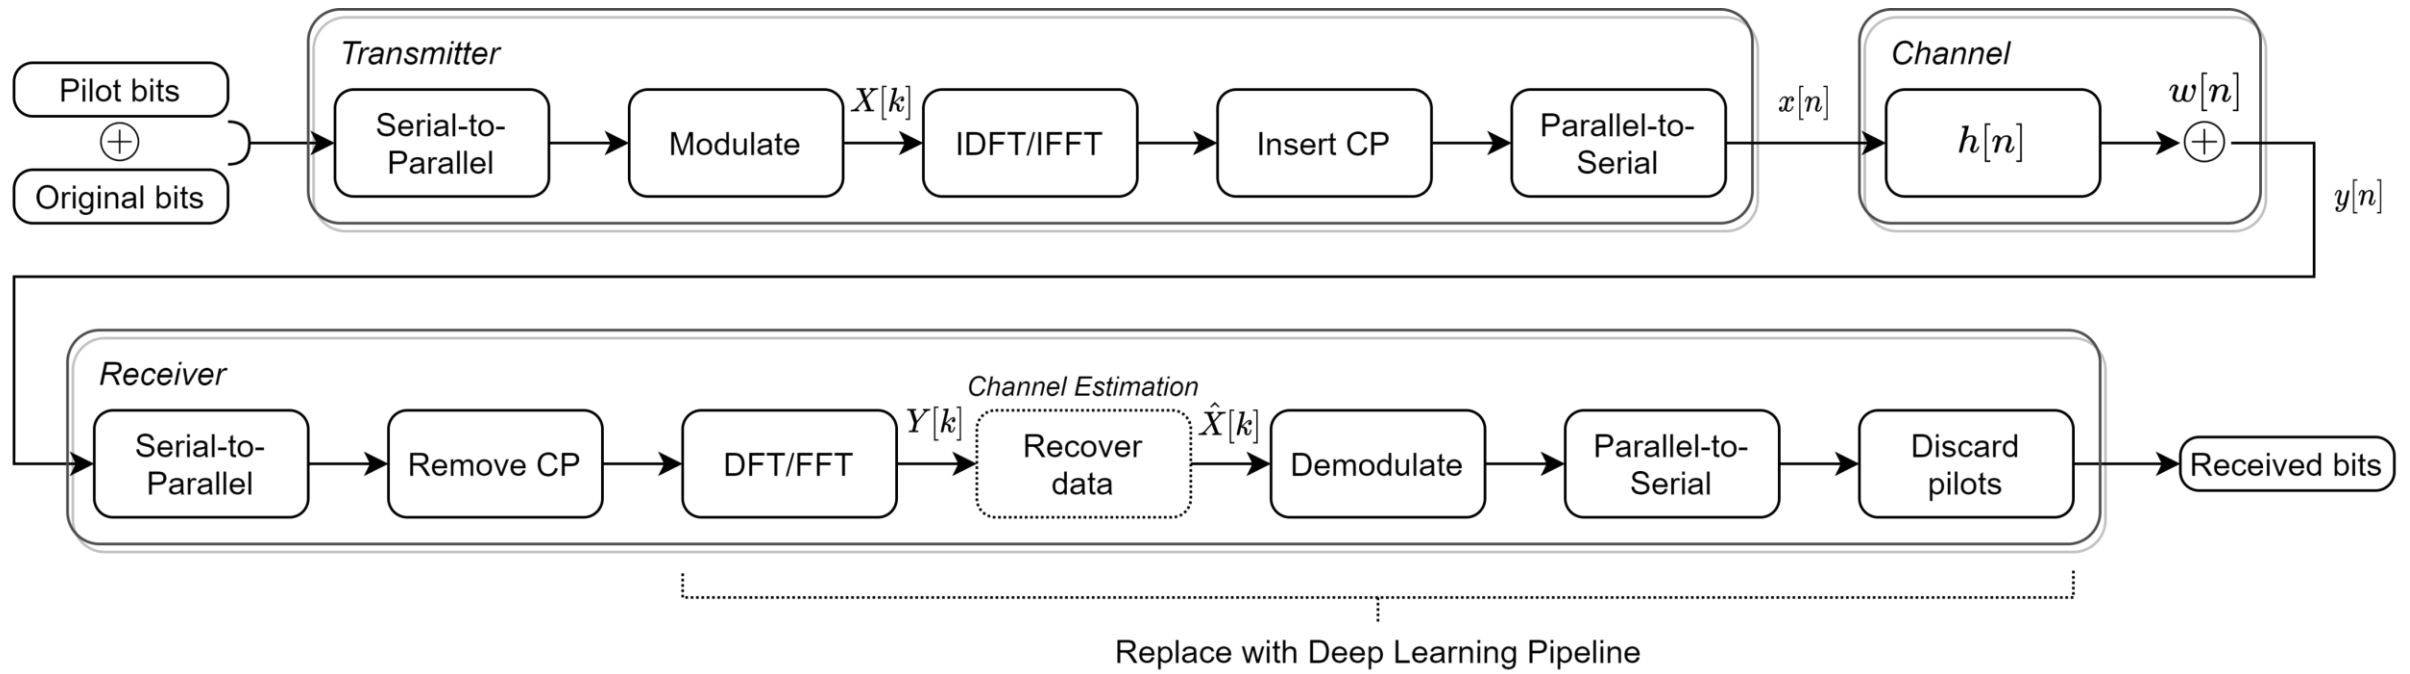 Transmitter
Channel
Pilot bits
⊕
Original bits
Serial-to-
Parallel
Modulate
X[k]
IDFT/IFFT
Insert CP
Parallel-to-
Serial
x[n]
h[n]
w[n]
⊕
y[n]
Receiver
Serial-to-
Parallel
Remove CP
DFT/FFT
Y[k]
Channel Estimation
Recover
data
X̂[k]
Demodulate
Parallel-to-
Serial
Discard
pilots
Received bits
Replace with Deep Learning Pipeline